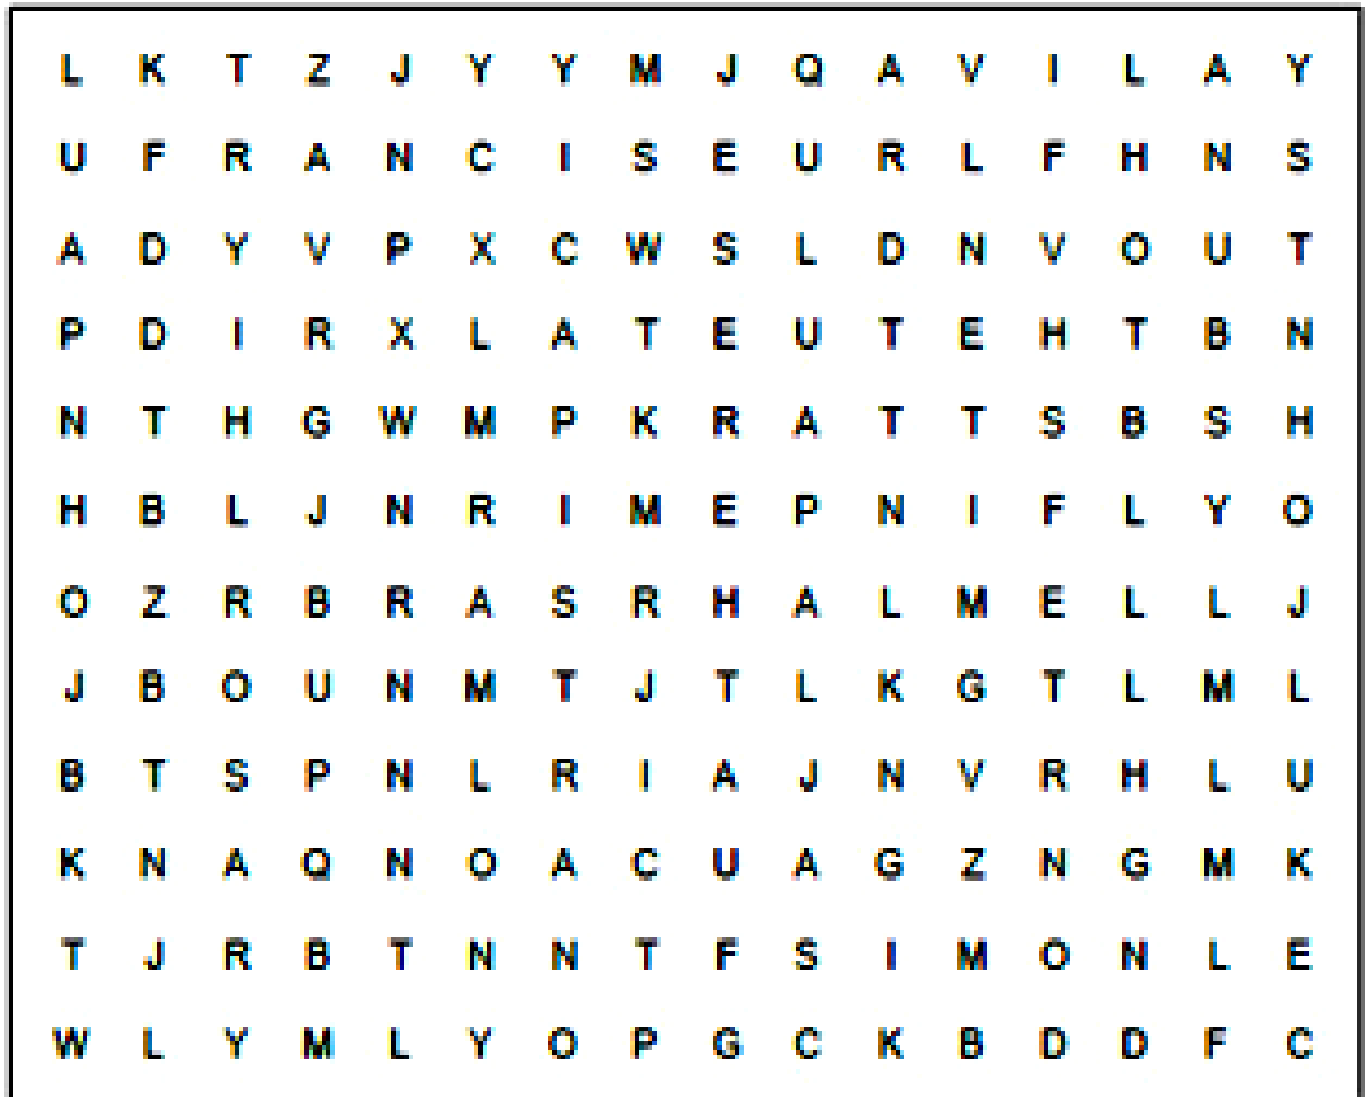 L K T Z J Y Y M J Q A V I L A Y
U F R A N C I S E U R L F H N S
A D Y V P X C W S L D N V O U T
P D I R X L A T E U T E H T B N
N T H G W M P K R A T T S B S H
H B L J N R I M E P N I F L Y O
O Z R B R A S R H A L M E L L J
J B O U N M T J T L K G T L M L
B T S P N L R I A J N V R H L U
K N A Q N O A C U A G Z N G M K
T J R B T N N T F S I M O N L E
W L Y M L Y O P G C K B D D F C